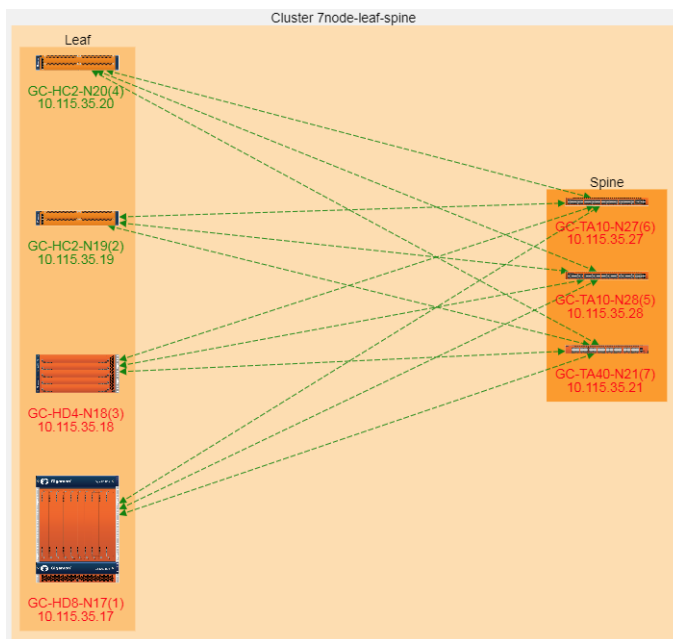 Cluster 7node-leaf-spine
Leaf
GC-HC2-N20(4)
10.115.35.20
GC-HC2-N19(2)
10.115.35.19
GC-HD4-N18(3)
10.115.35.18
Gigamon
GC-HD8-N17(1)
10.115.35.17
Spine
GC-TA10-N27(6)
10.115.35.27
GC-TA10-N28(5)
10.115.35.28
GC-TA40-N21(7)
10.115.35.21